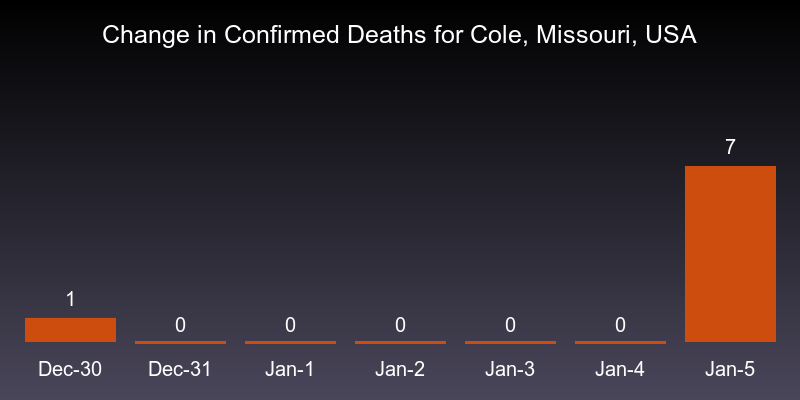 Change in Confirmed Deaths for Cole, Missouri, USA
7
1
0 0 0 0 0
Dec-30 Dec-31 Jan-1 Jan-2 Jan-3 Jan-4 Jan-5